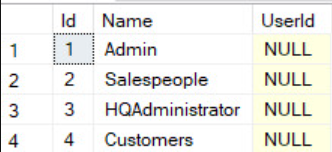 Id Name UserId
1 1 Admin NULL
2 2 Salespeople NULL
3 3 HQAdministrator NULL
4 4 Customers NULL